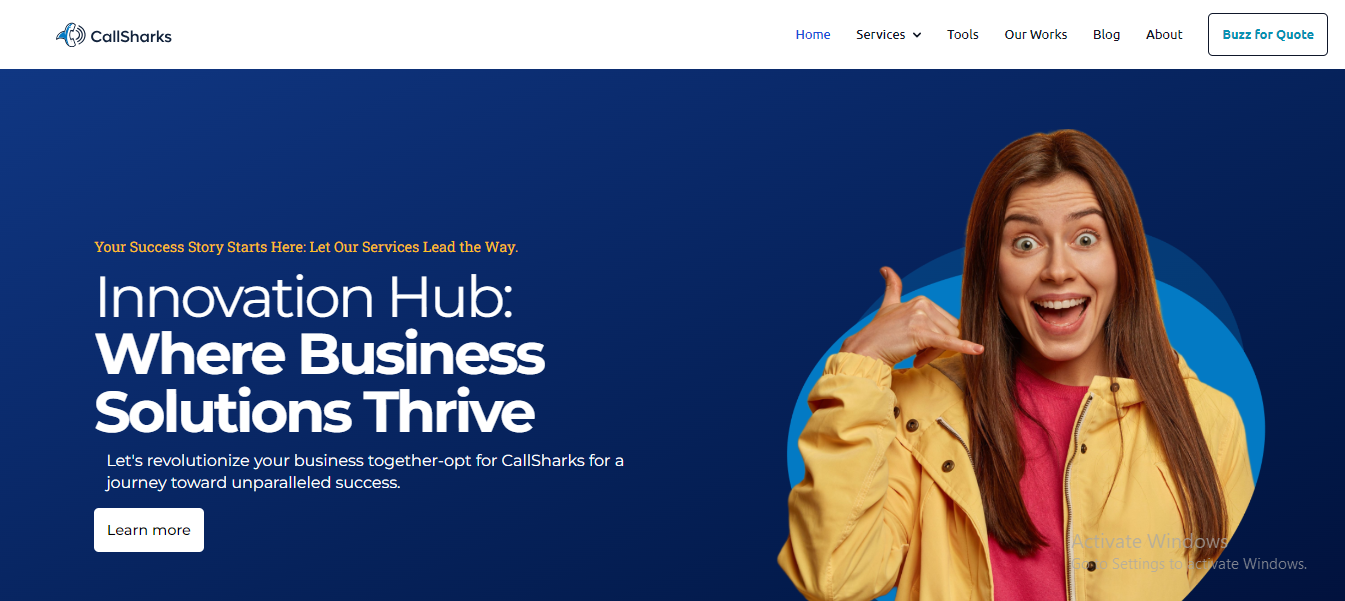 CallSharks
Home
Services
Tools
Our Works
Blog
About
Buzz for Quote
Your Success Story Starts Here: Let Our Services Lead the Way.
Innovation Hub:
Where Business
Solutions Thrive
Let's revolutionize your business together-opt for CallSharks for a
journey toward unparalleled success.
Learn more
Activate Windows
Go to Settings to activate Windows.